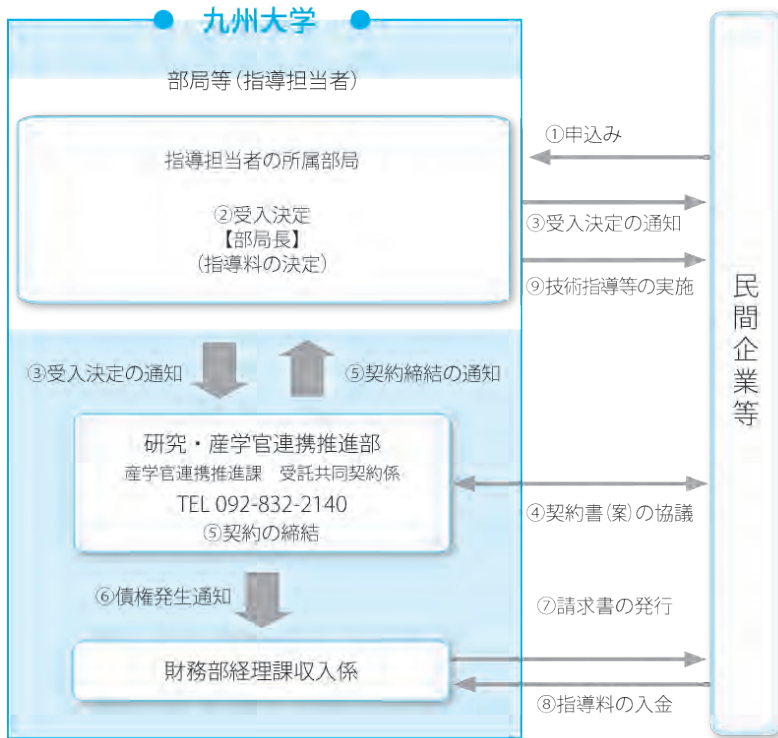 九州大学
部局等(指導担当者)
指導担当者の所属部局
②受入決定
【部局長】
(指導料の決定)
①申込み
③受入決定の通知
⑨技術指導等の実施
民間企業等
③受入決定の通知
⑤契約締結の通知
研究・産学官連携推進部
産学官連携推進課 受託共同契約係
TEL 092-832-2140
⑤契約の締結
④契約書(案)の協議
⑥債権発生通知
⑦請求書の発行
財務部経理課収入係
⑧指導料の入金